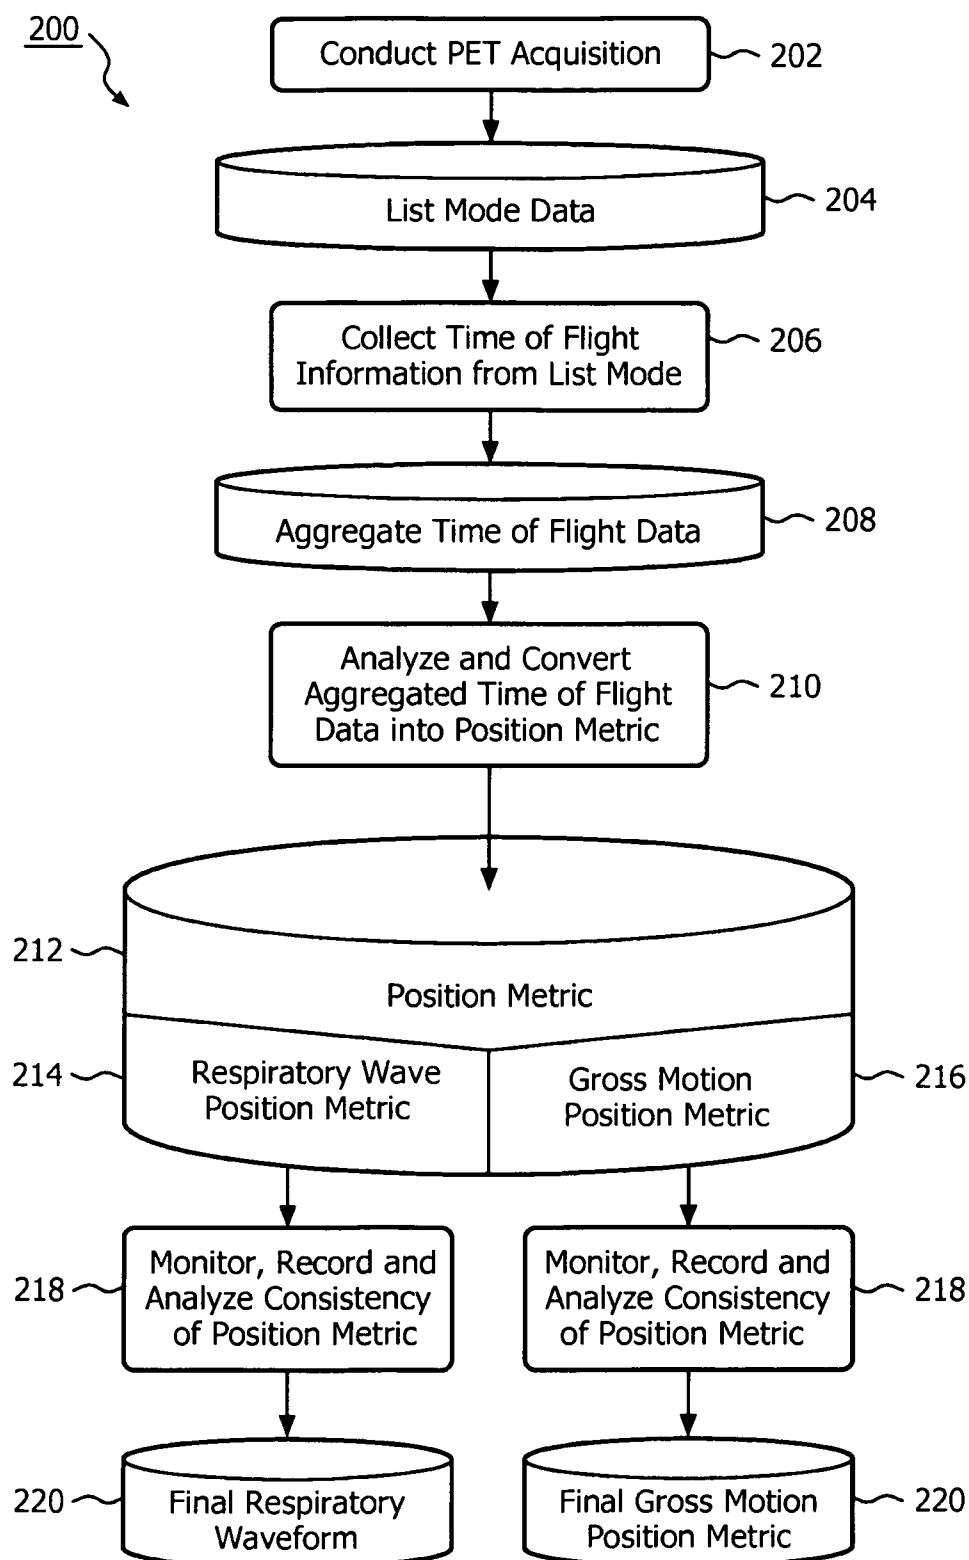 200
Conduct PET Acquisition
202
List Mode Data
204
Collect Time of Flight
Information from List Mode
206
Aggregate Time of Flight Data
208
Analyze and Convert
Aggregated Time of Flight
Data into Position Metric
210
212
Position Metric
214
Respiratory Wave
Position Metric
Gross Motion
Position Metric
216
218
Monitor, Record and
Analyze Consistency
of Position Metric
Monitor, Record and
Analyze Consistency
of Position Metric
218
220
Final Respiratory
Waveform
Final Gross Motion
Position Metric
220